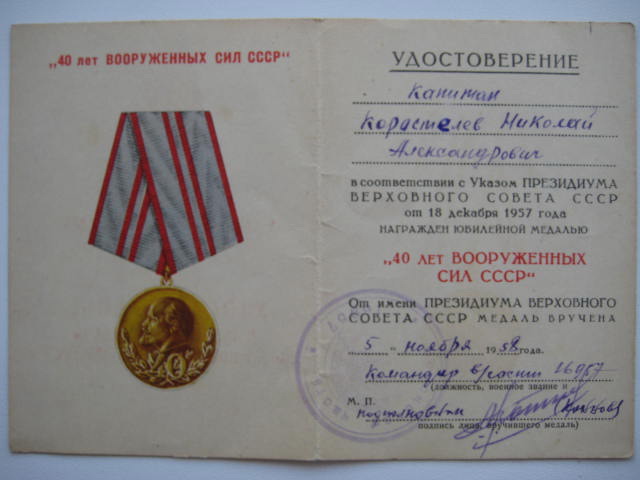 „40 лет ВООРУЖЕННЫХ СИЛ СССР“
УДОСТОВЕРЕНИЕ
Капитан
Коростелев Николай
Александрович
в соответствии с Указом ПРЕЗИДИУМА
ВЕРХОВНОГО СОВЕТА СССР
от 18 декабря 1957 года
НАГРАЖДЕН ЮБИЛЕЙНОЙ МЕДАЛЬЮ
„40 ЛЕТ ВООРУЖЕННЫХ
СИЛ СССР“
От имени ПРЕЗИДИУМА ВЕРХОВНОГО
СОВЕТА СССР МЕДАЛЬ ВРУЧЕНА
5 ноября 1958 года.
Командир в/части
(должность, военное звание и
М. П.
подполковник
подпись лица, вручившего медаль)
40